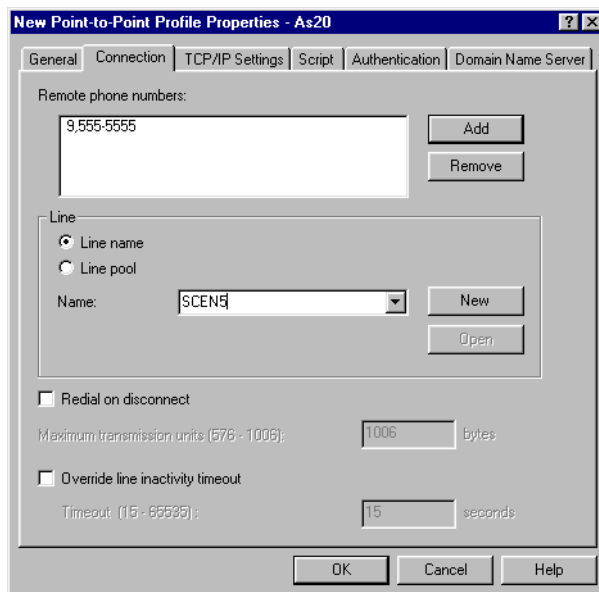 New Point-to-Point Profile Properties - As20
General Connection TCP/IP Settings Script Authentication Domain Name Server
Remote phone numbers:
9,555-5555
Add
Remove
Line
Line name
Line pool
Name: SCEN5 New
Open
Redial on disconnect
Maximum transmission units (576 - 1006): 1006 bytes
Override line inactivity timeout
Timeout (15 - 65535) : 15 seconds
OK Cancel Help